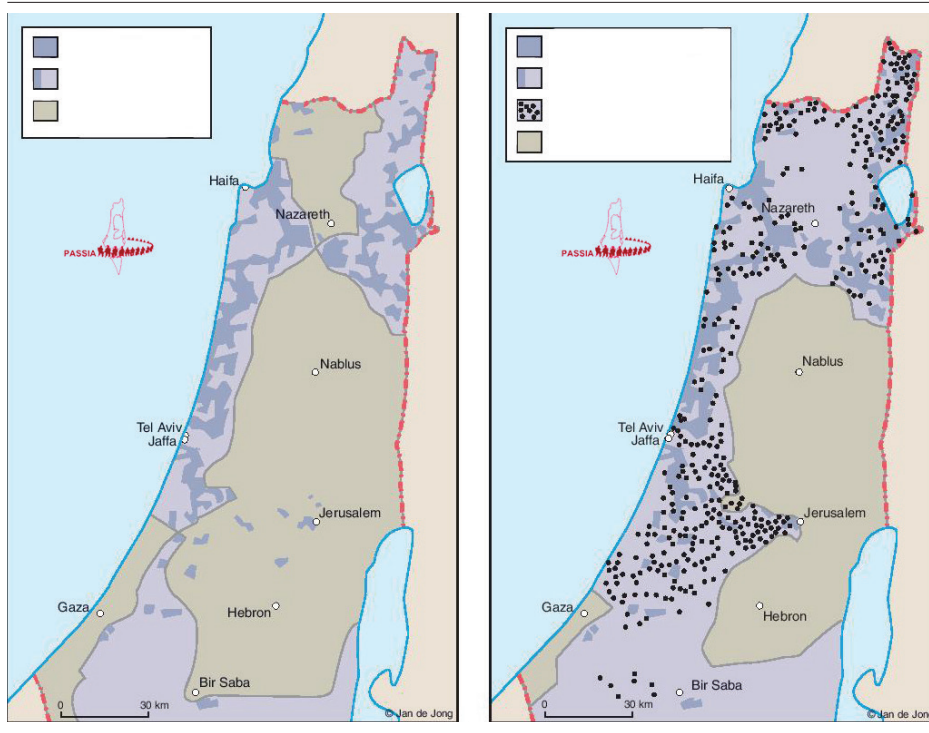 Haifa
Nazareth
PASSIA
Nablus
Tel Aviv
Jaffa
Jerusalem
Gaza
Hebron
Bir Saba
0 30 km
© Jan de Jong
Haifa
Nazareth
PASSIA
Nablus
Tel Aviv
Jaffa
Jerusalem
Gaza
Hebron
Bir Saba
0 30 km
© Jan de Jong